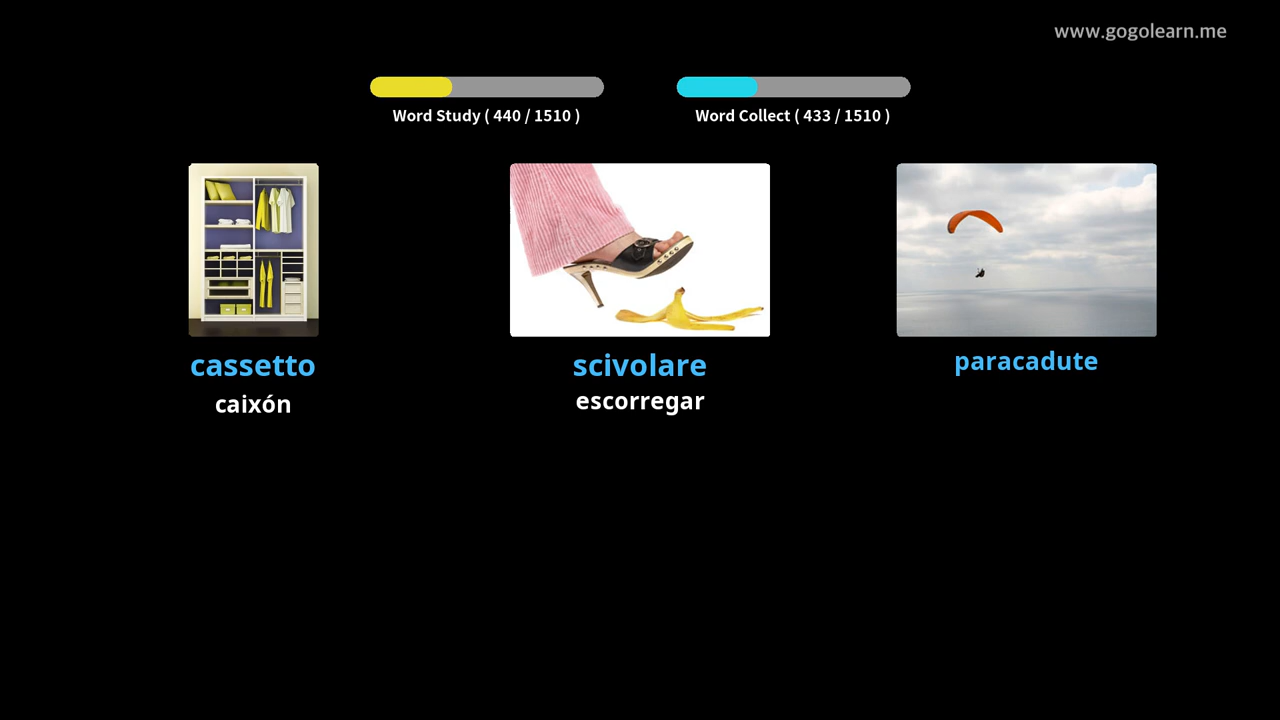 www.gogolearn.me
Word Study ( 440 / 1510 )
Word Collect ( 433 / 1510 )
cassetto
caixón
scivolare
escorregar
paracadute